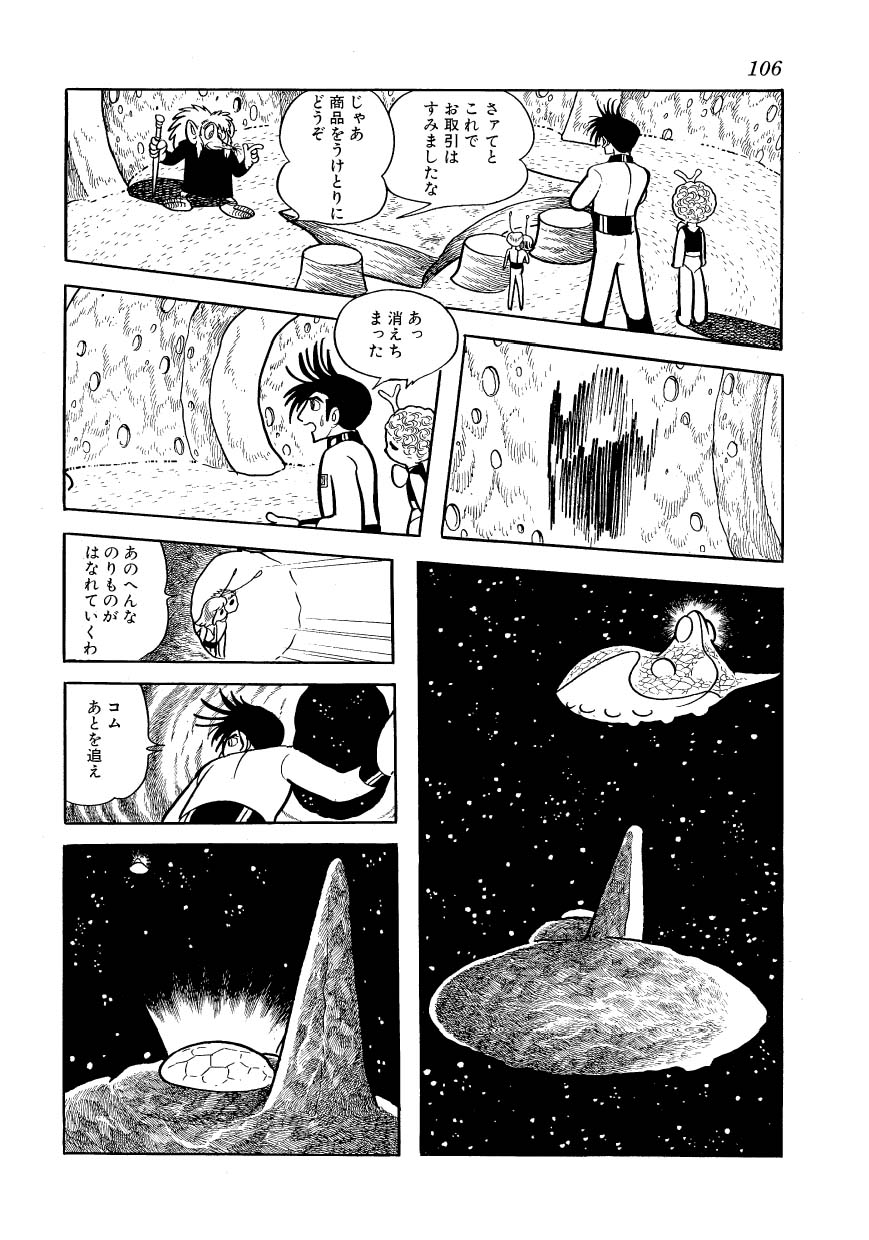 106
さァてと
これで
お取引は
すみましたな
じゃあ
商品をうけとりに
どうぞ
あっ
消えち
まった
あのへんな
のりものが
はなれていくわ
コム
あとを追え